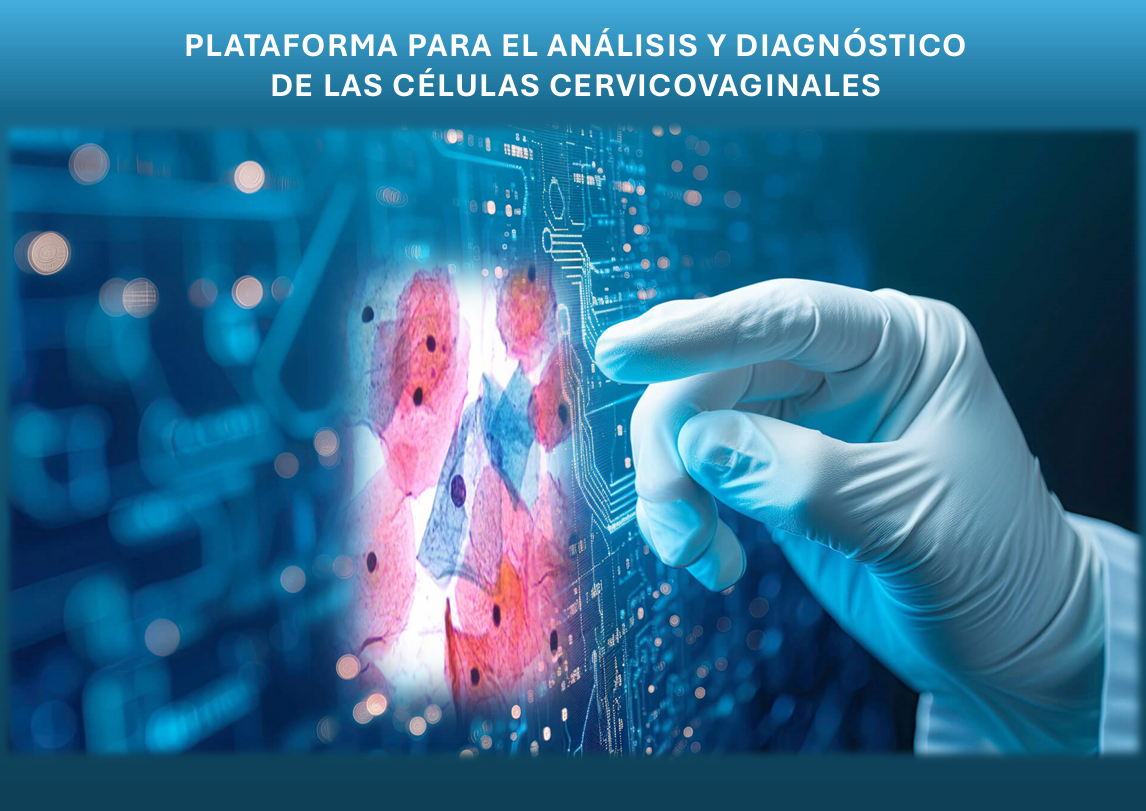 PLATAFORMA PARA EL ANÁLISIS Y DIAGNÓSTICO
DE LAS CÉLULAS CERVICOVAGINALES